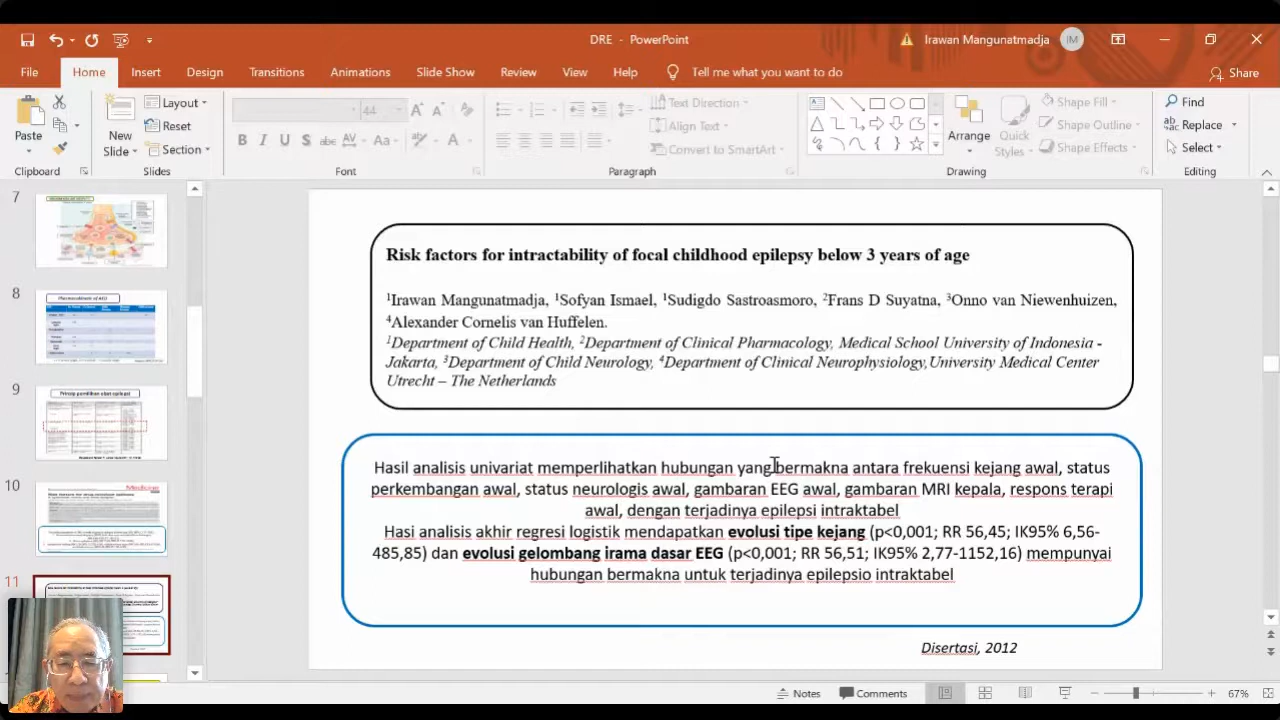 DRE - PowerPoint
Irawan Mangunatmadja
IM
File
Home
Insert
Design
Transitions
Animations
Slide Show
Review
View
Help
Tell me what you want to do
Share
Paste
New
Slide
Layout
Reset
Section
44
B I U S abc AV Aa A
Text Direction
Align Text
Convert to SmartArt
Arrange
Quick
Styles
Shape Fill
Shape Outline
Shape Effects
Find
Replace
Select
Clipboard
Slides
Font
Paragraph
Drawing
Editing
7
8
9
Prinsip pemilihan obat epilepsi
10
11
Risk factors for intractability of focal childhood epilepsy below 3 years of age
¹Irawan Mangunatmadja, ¹Sofyan Ismael, ¹Sudigdo Sastroasmoro, ²Frans D Suyatna, ³Onno van Niewenhuizen,
⁴Alexander Cornelis van Huffelen.
¹Department of Child Health, ²Department of Clinical Pharmacology, Medical School University of Indonesia -
Jakarta, ³Department of Child Neurology, ⁴Department of Clinical Neurophysiology,University Medical Center
Utrecht – The Netherlands
Hasil analisis univariat memperlihatkan hubungan yang bermakna antara frekuensi kejang awal, status
perkembangan awal, status neurologis awal, gambaran EEG awal, gambaran MRI kepala, respons terapi
awal, dengan terjadinya epilepsi intraktabel
Hasi analisis akhir regresi logistik mendapatkan evolusi tipe kejang (p<0,001; RR 56,45; IK95% 6,56-
485,85) dan evolusi gelombang irama dasar EEG (p<0,001; RR 56,51; IK95% 2,77-1152,16) mempunyai
hubungan bermakna untuk terjadinya epilepsio intraktabel
Disertasi, 2012
Notes
Comments
67%